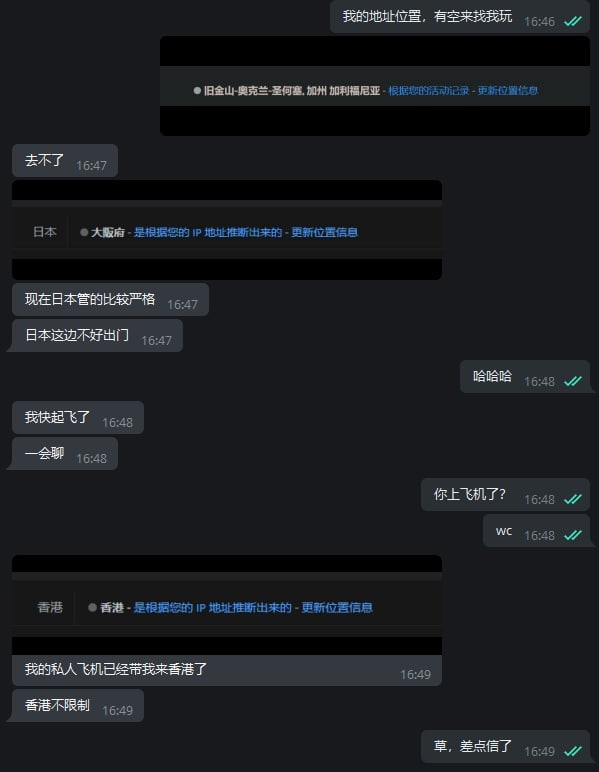 我的地址位置，有空来找我玩 16:46
旧金山-奥克兰-圣何塞, 加州 加利福尼亚 - 根据您的活动记录 - 更新位置信息
去不了 16:47
日本 大阪府 - 是根据您的 IP 地址推断出来的 - 更新位置信息
现在日本管的比较严格 16:47
日本这边不好出门 16:47
哈哈哈 16:48
我快起飞了 16:48
一会聊 16:48
你上飞机了？ 16:48
wc 16:48
香港 香港 - 是根据您的 IP 地址推断出来的 - 更新位置信息
我的私人飞机已经带我来香港了 16:49
香港不限制 16:49
草，差点信了 16:49